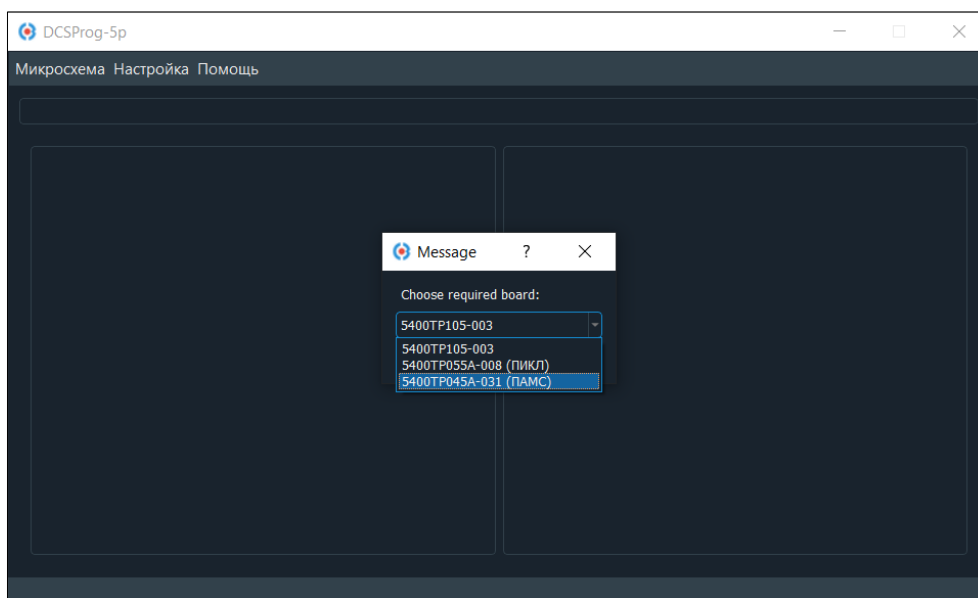 DCSProg-5p
Микросхема Настройка Помощь
Message ?
Choose required board:
5400TP105-003
5400TP105-003
5400TP055A-008 (ПИКЛ)
5400TP045A-031 (ПАМС)